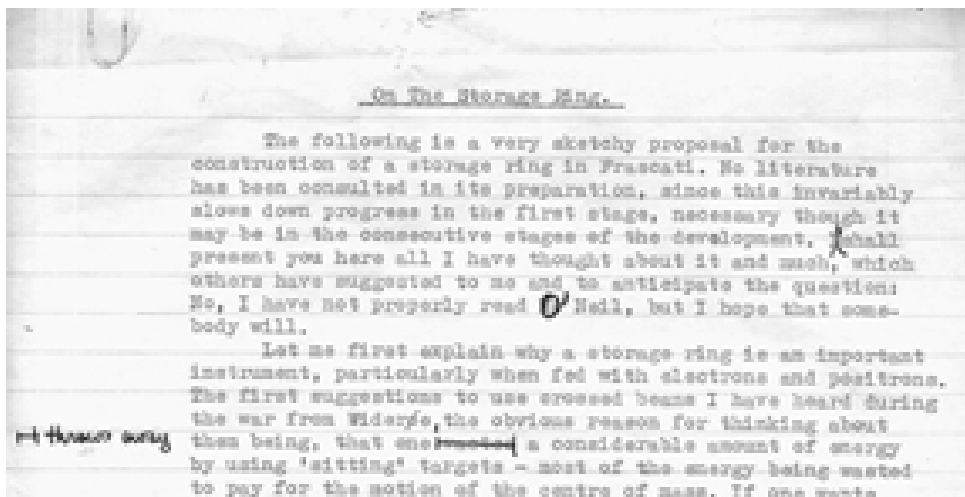 On The Storage Ring.
The following is a very sketchy proposal for the
construction of a storage ring in Frascati. No literature
has been consulted in its preparation, since this invariably
slows down progress in the first stage, necessary though it
may be in the consecutive stages of the development. I shall
present you here all I have thought about it and much, which
others have suggested to me and to anticipate the question:
No, I have not properly read O'Neil, but I hope that some-
body will.
Let me first explain why a storage ring is an important
instrument, particularly when fed with electrons and positrons.
The first suggestions to use crossed beams I have heard during
the war from Widerøe, the obvious reason for thinking about
throws away
them being, that one wasted a considerable amount of energy
by using 'sitting' targets - most of the energy being wasted
to pay for the motion of the centre of mass. If one